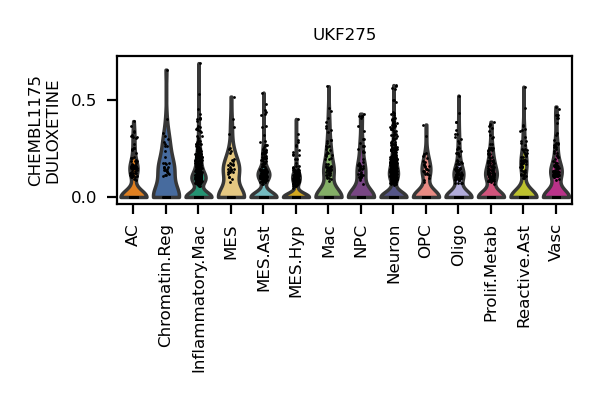 UKF275
CHEMBL1175
DULOXETINE
0.5
0.0
AC
Chromatin.Reg
Inflammatory.Mac
MES
MES.Ast
MES.Hyp
Mac
NPC
Neuron
OPC
Oligo
Prolif.Metab
Reactive.Ast
Vasc